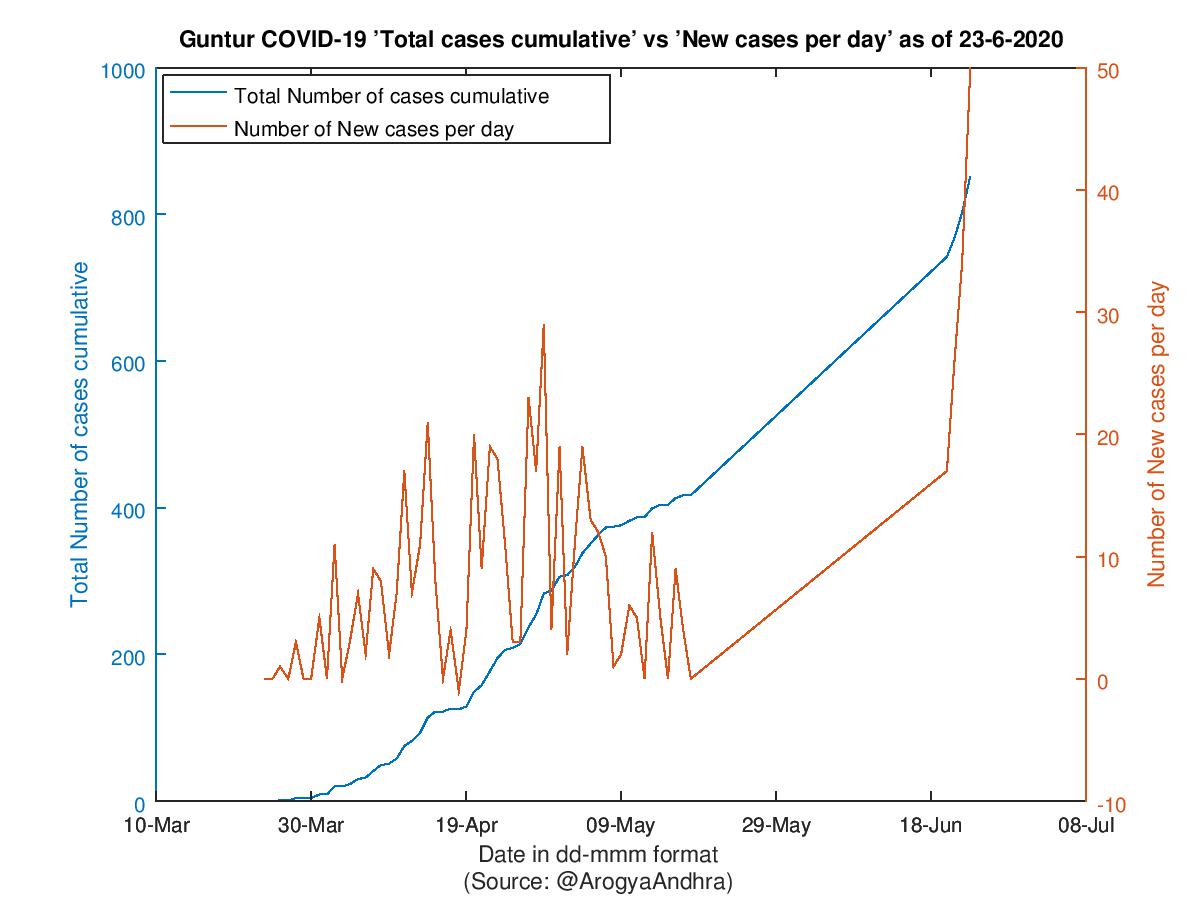 Guntur COVID-19 ’Total cases cumulative’ vs ’New cases per day’ as of 23-6-2020
Total Number of cases cumulative
Number of New cases per day
1000
800
600
400
200
0
Total Number of cases cumulative
50
40
30
20
10
0
-10
Number of New cases per day
10-Mar
30-Mar
19-Apr
09-May
29-May
18-Jun
08-Jul
Date in dd-mmm format
(Source: @ArogyaAndhra)